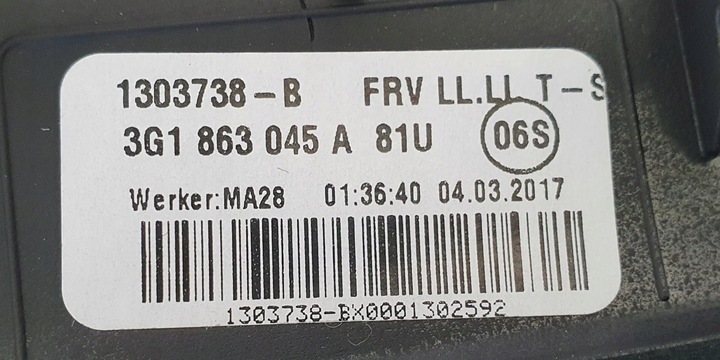 1303738-B FRV LL.LL T-S
3G1 863 045 A 81U 06S
Werker:MA28 01:36:40 04.03.2017
1303738-BX0001302592